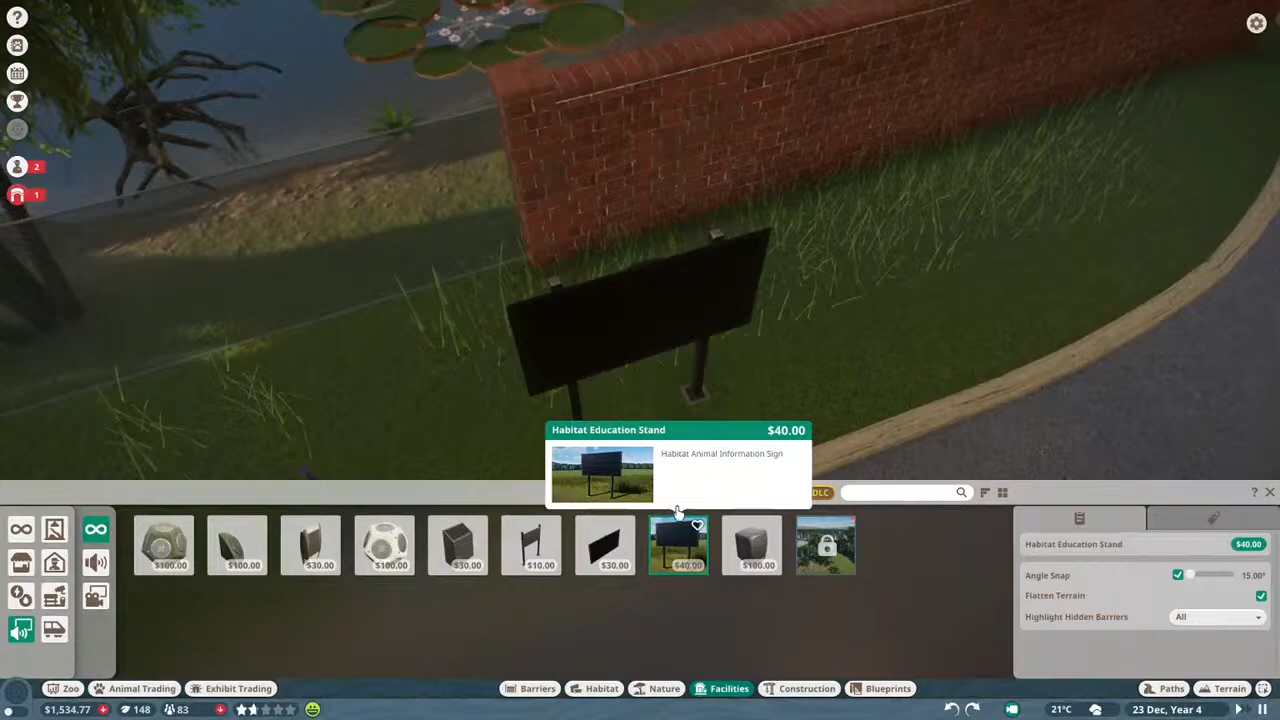 2
1
Habitat Education Stand $40.00
Habitat Animal Information Sign
DLC
$100.00 $100.00 $30.00 $100.00 $30.00 $10.00 $30.00 $40.00 $100.00
Habitat Education Stand $40.00
Angle Snap 15.00°
Flatten Terrain
Highlight Hidden Barriers All
$1,534.77 148 83
Zoo Animal Trading Exhibit Trading Barriers Habitat Nature Facilities Construction Blueprints Paths Terrain
21°C 23 Dec, Year 4